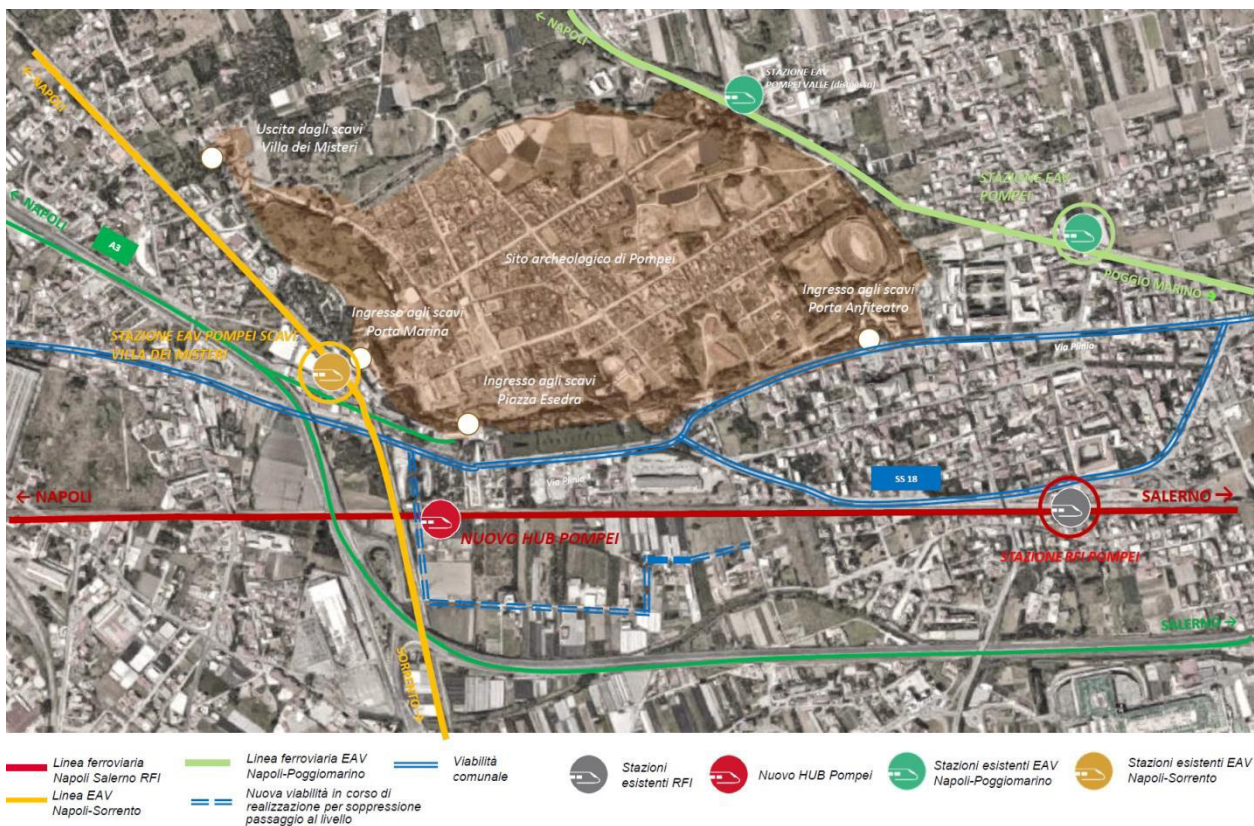 ← NAPOLI
← NAPOLI
STAZIONE EAV
POMPEI VALLE (dismesso)
Uscita dagli scavi
Villa dei Misteri
STAZIONE EAV
POMPEI
← NAPOLI
A3
Sito archeologico di Pompei
POGGIO MARINO →
Ingresso agli scavi
Porta Marina
Ingresso agli scavi
Porta Anfiteatro
STAZIONE EAV POMPEI SCAVI
VILLA DEI MISTERI
Via Plinio
Ingresso agli scavi
Piazza Esedra
Via Plinio
SS 18
← NAPOLI
SALERNO →
NUOVO HUB POMPEI
STAZIONE RFI POMPEI
SALERNO →
SORRENTO →
Linea ferroviaria
Napoli Salerno RFI
Linea EAV
Napoli-Sorrento
Linea ferroviaria EAV
Napoli-Poggiomarino
Nuova viabilità in corso di
realizzazione per soppressione
passaggio al livello
Viabilità
comunale
Stazioni
esistenti RFI
Nuovo HUB Pompei
Stazioni esistenti EAV
Napoli-Poggiomarino
Stazioni esistenti EAV
Napoli-Sorrento